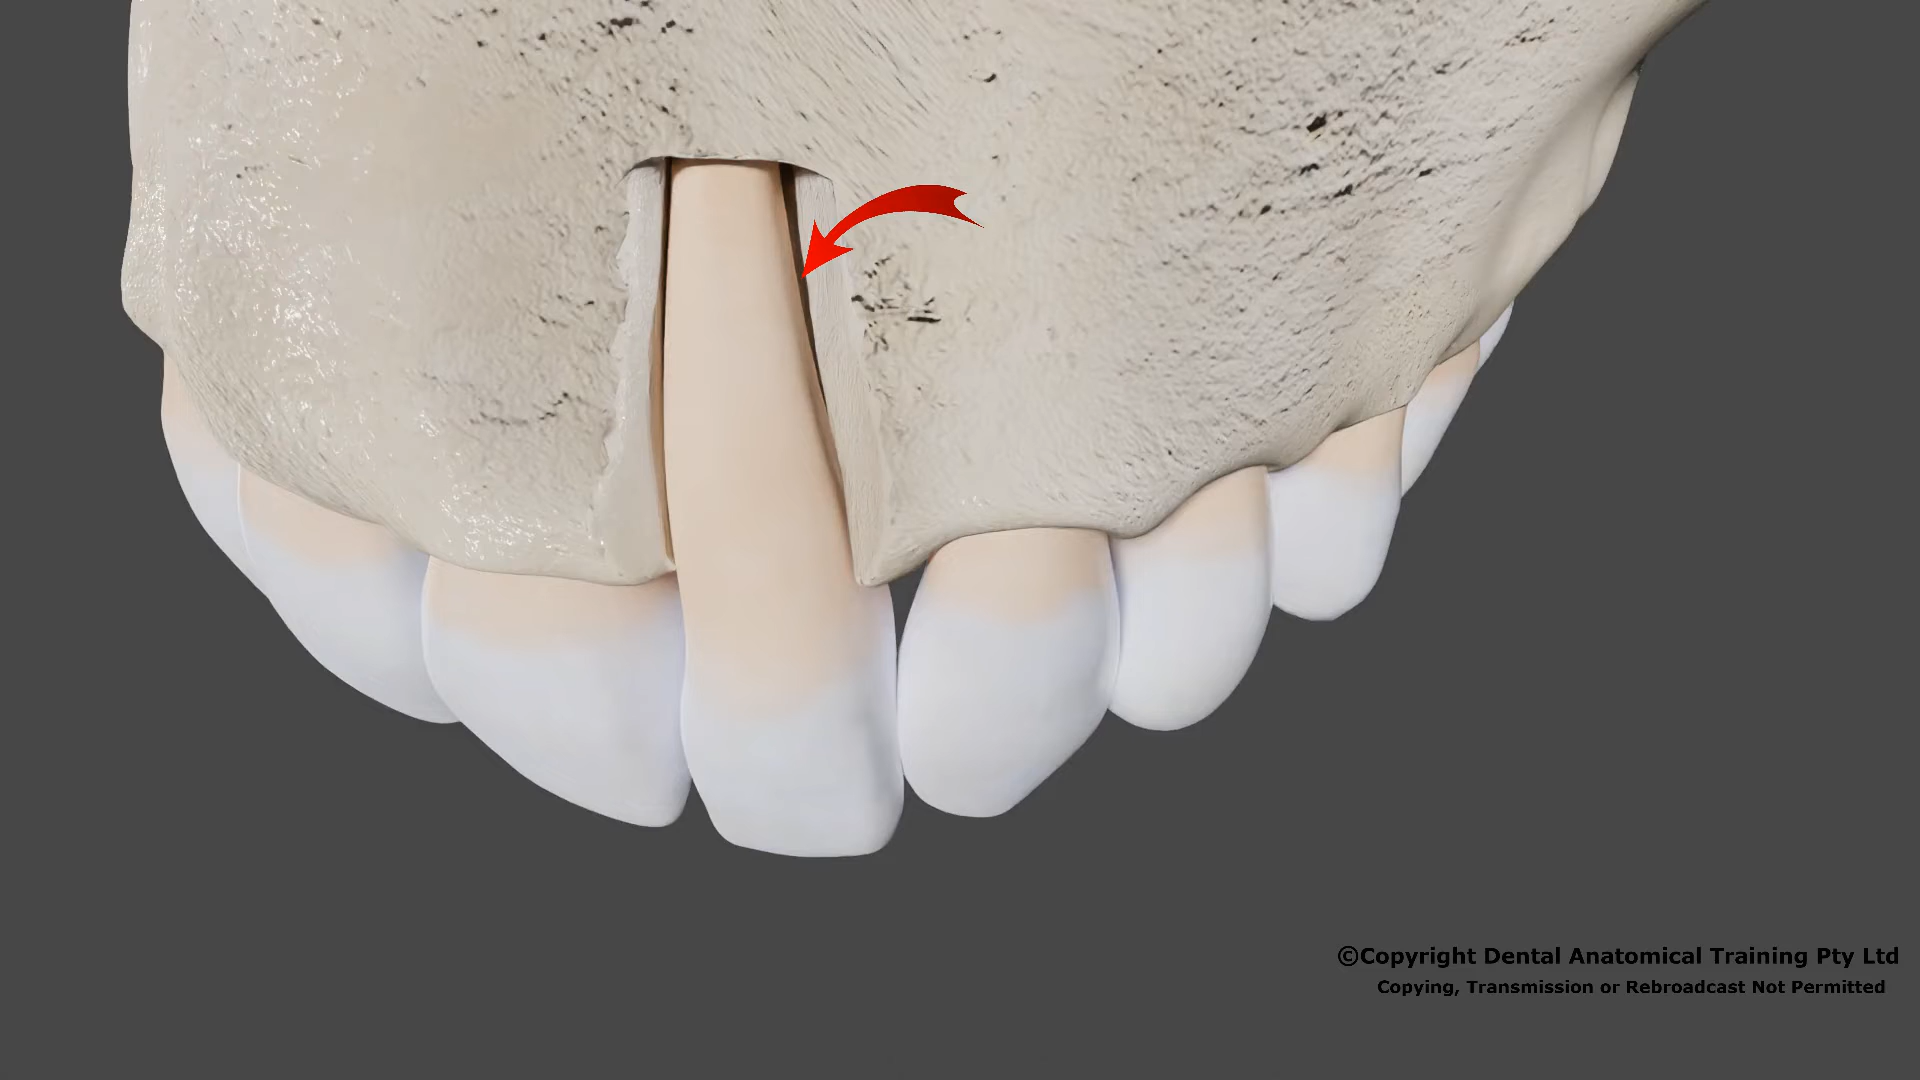 ©Copyright Dental Anatomical Training Pty Ltd
Copying, Transmission or Rebroadcast Not Permitted